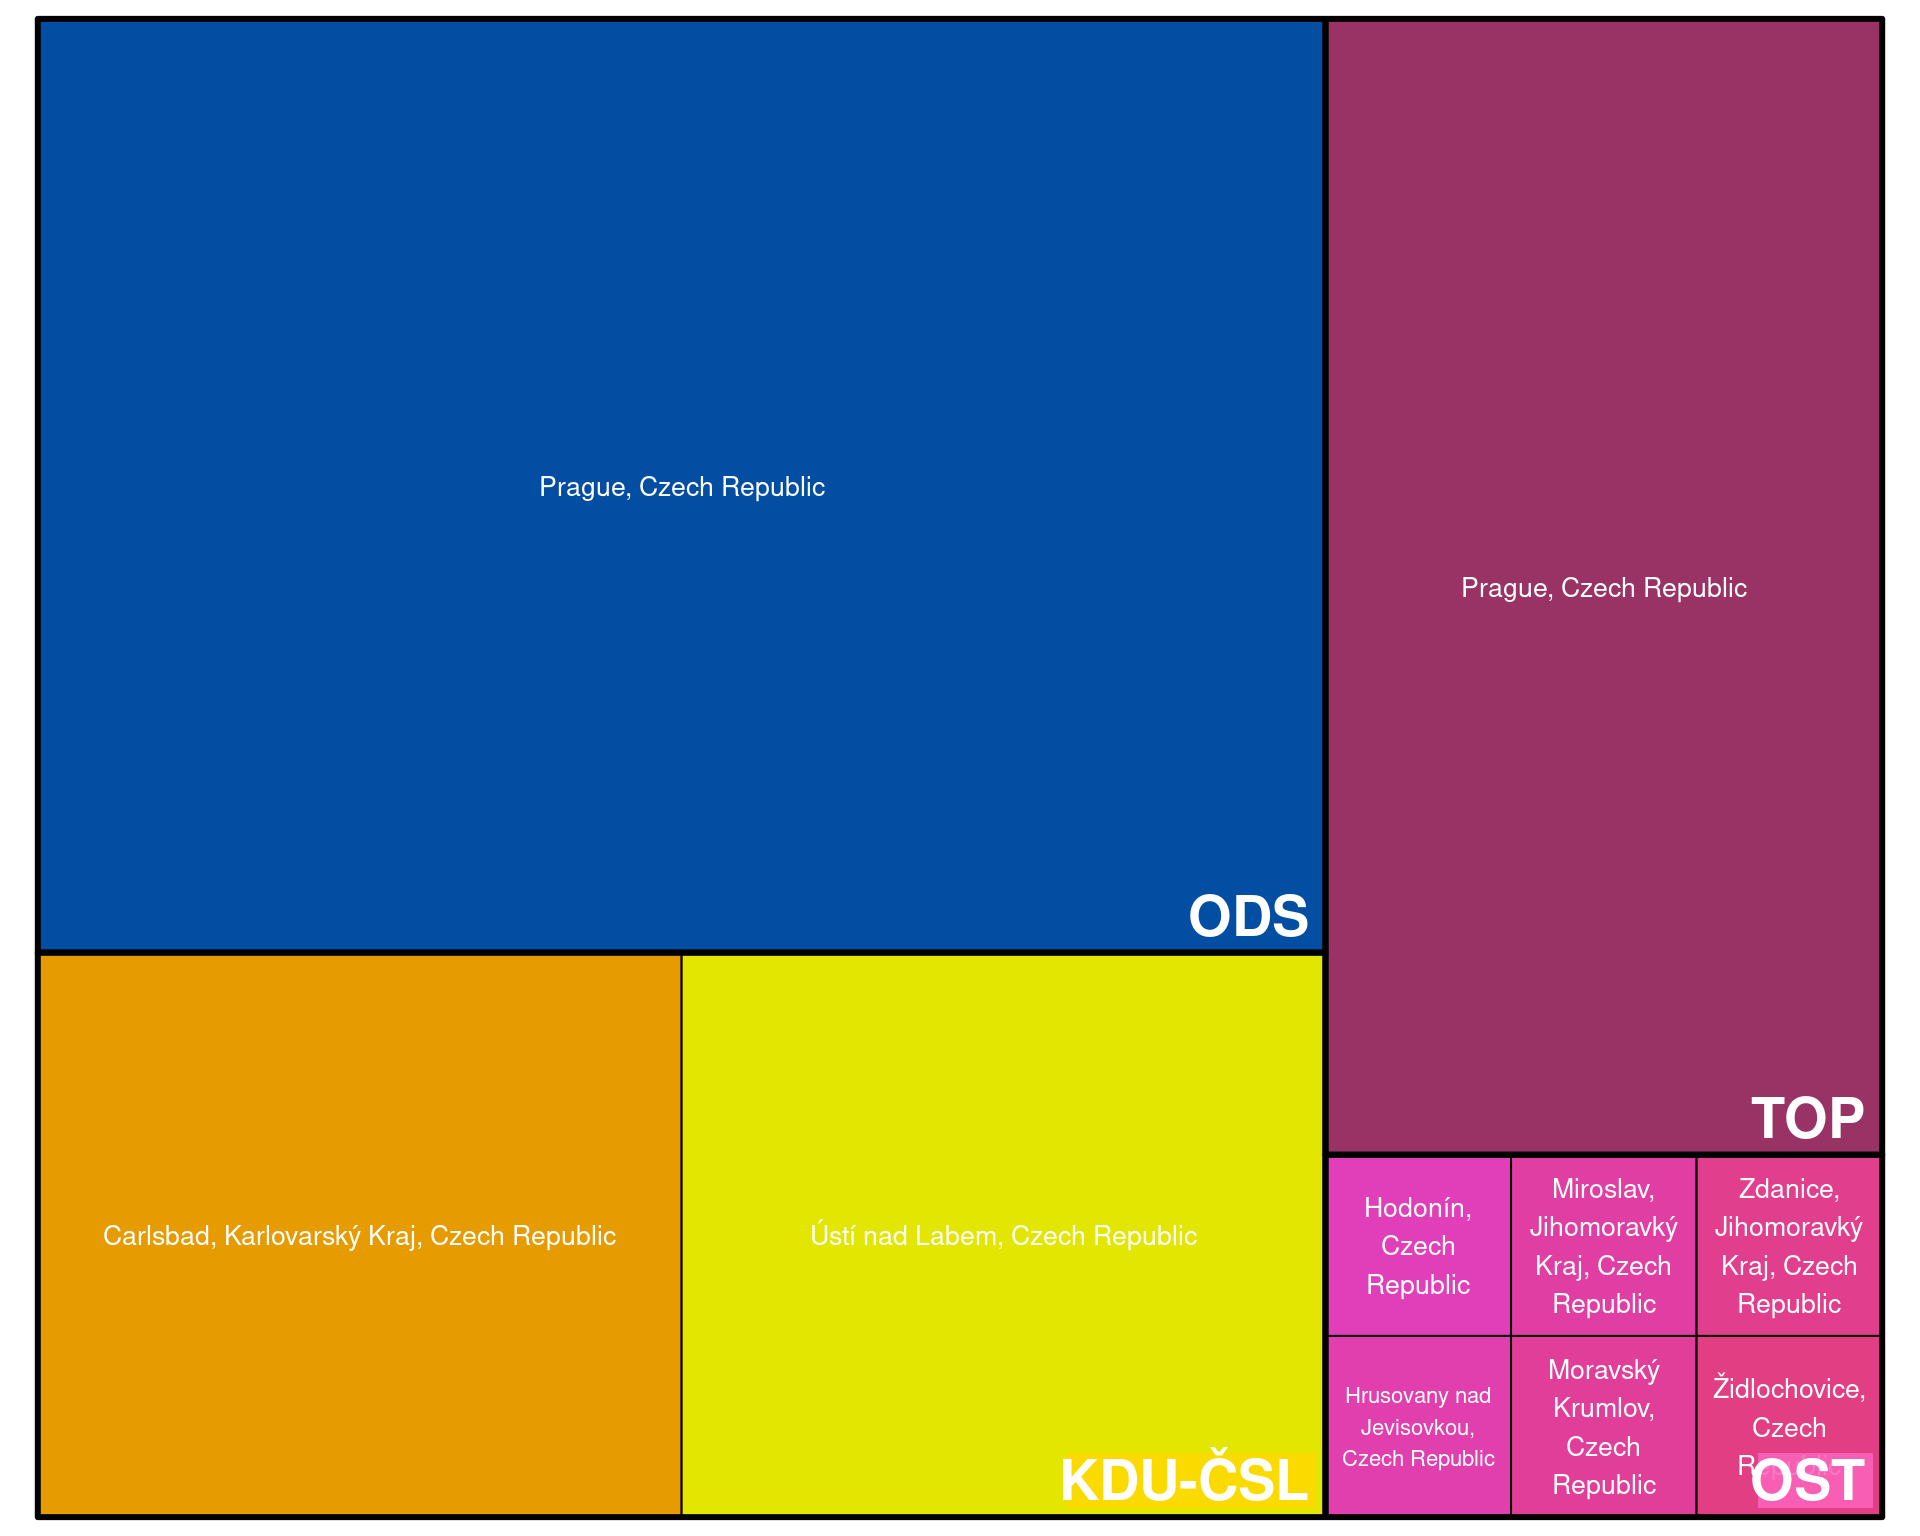 Prague, Czech Republic
ODS
Prague, Czech Republic
TOP
Carlsbad, Karlovarský Kraj, Czech Republic
Ústí nad Labem, Czech Republic
KDU-ČSL
Hodonín,
Czech
Republic
Miroslav,
Jihomoravký
Kraj, Czech
Republic
Zdanice,
Jihomoravký
Kraj, Czech
Republic
Hrusovany nad
Jevisovkou,
Czech Republic
Moravský
Krumlov,
Czech
Republic
Židlochovice,
Czech
Republic
OST